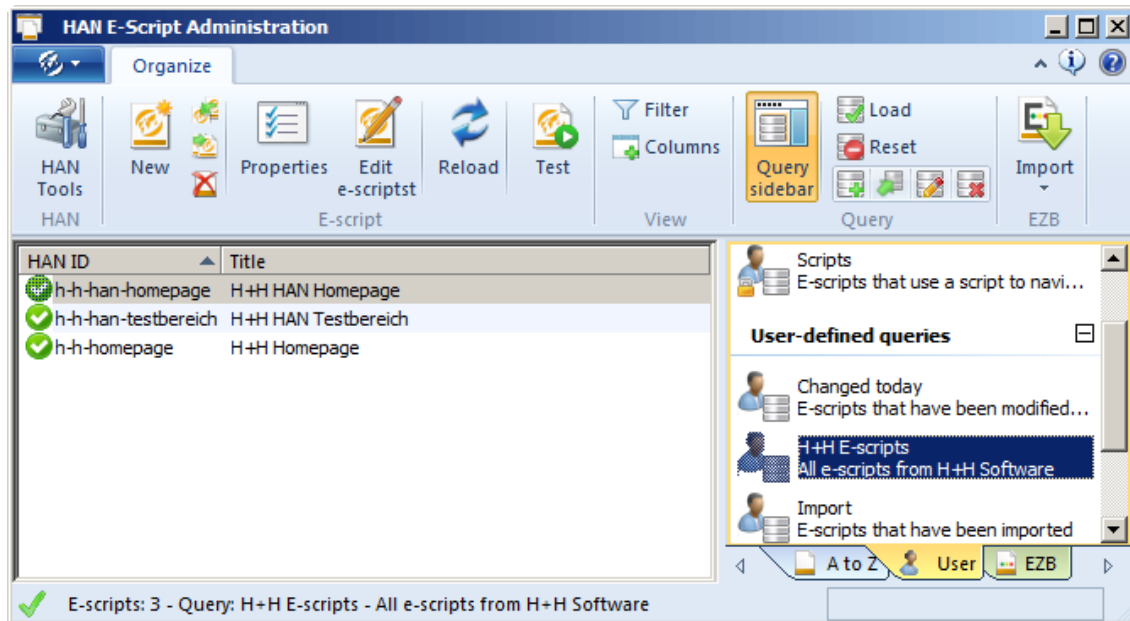 HAN E-Script Administration
Organize
HAN Tools
New
Properties
Edit e-scriptst
Reload
Test
Filter
Columns
Query sidebar
Load
Reset
Import
HAN
E-script
View
Query
EZB
HAN ID Title
h-h-han-homepage H+H HAN Homepage
h-h-han-testbereich H+H HAN Testbereich
h-h-homepage H+H Homepage
Scripts
E-scripts that use a script to navi...
User-defined queries
Changed today
E-scripts that have been modified...
H+H E-scripts
All e-scripts from H+H Software
Import
E-scripts that have been imported
A to Z User EZB
E-scripts: 3 - Query: H+H E-scripts - All e-scripts from H+H Software